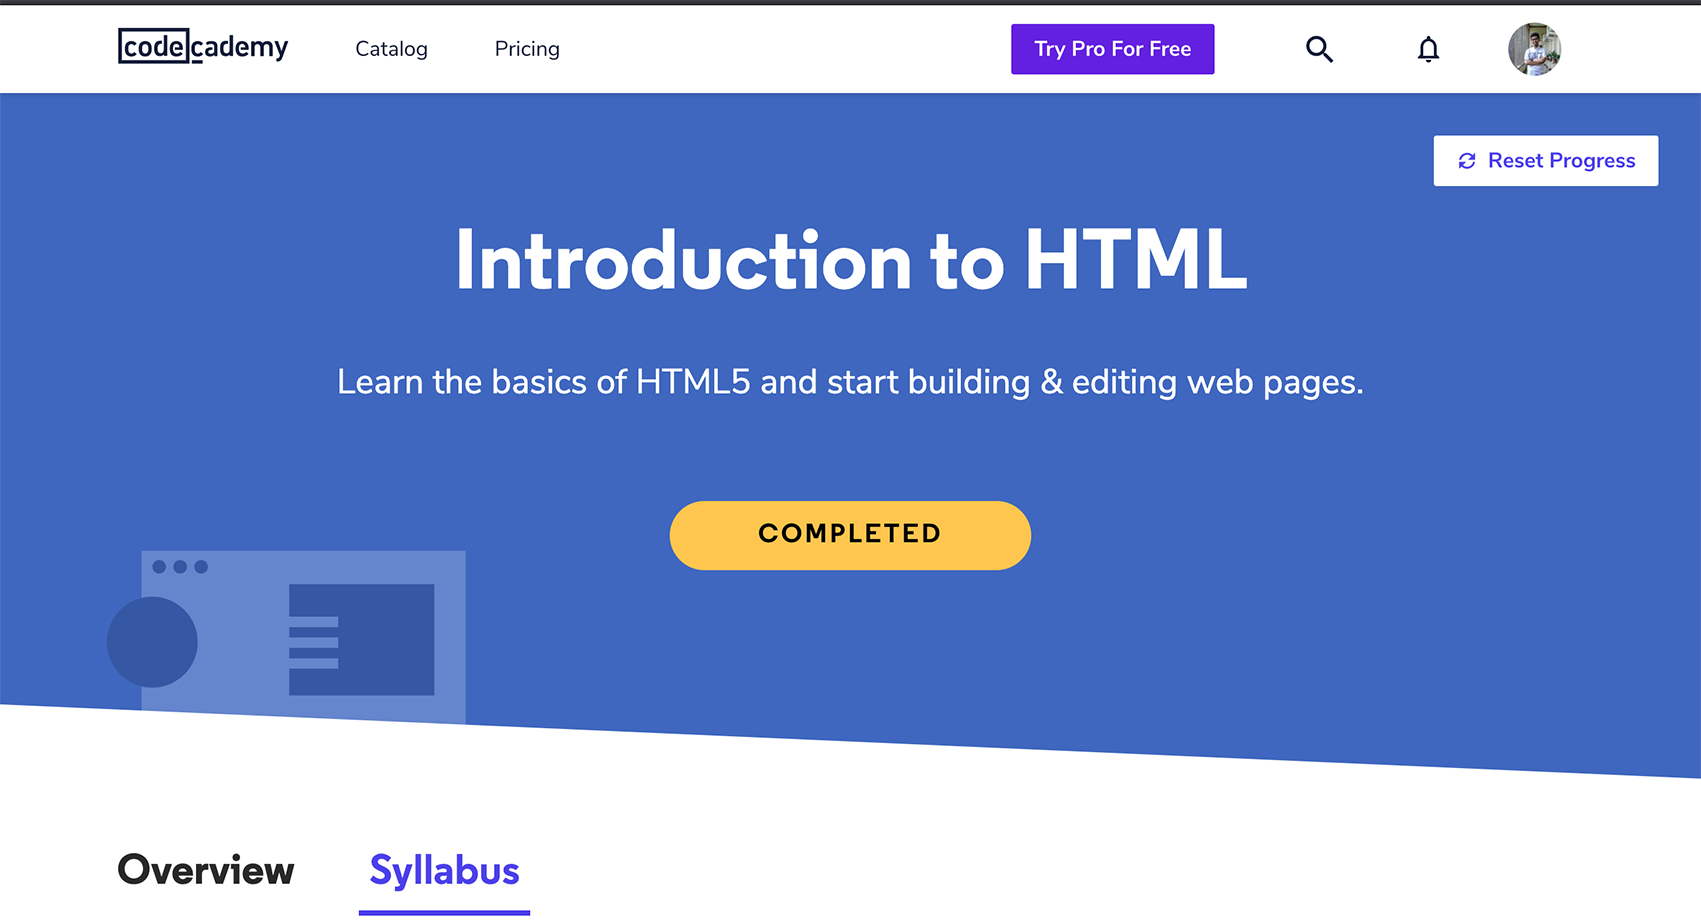 codecademy
Catalog
Pricing
Try Pro For Free
Reset Progress
Introduction to HTML
Learn the basics of HTML5 and start building & editing web pages.
COMPLETED
Overview
Syllabus